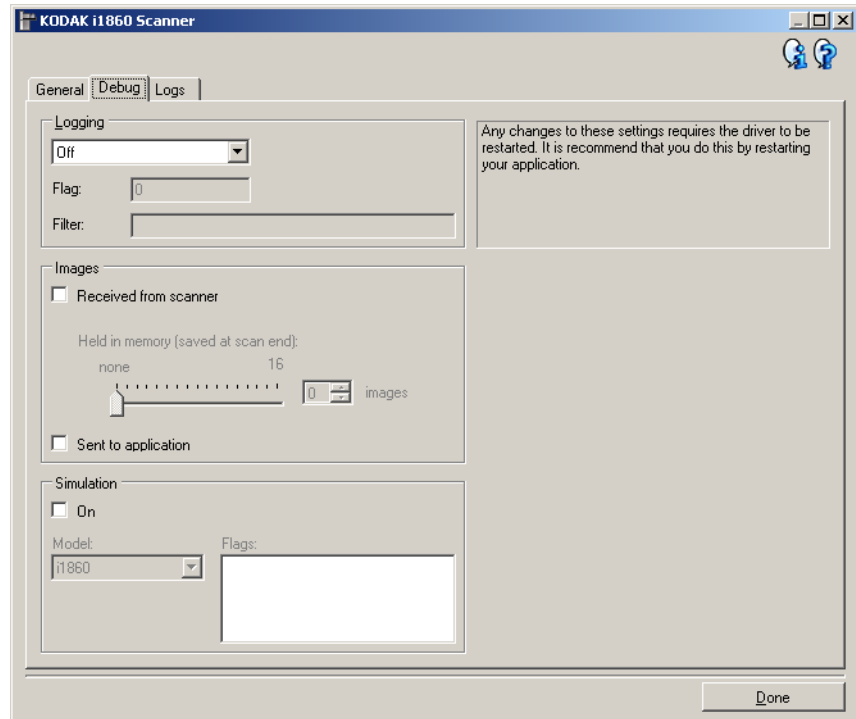 KODAK i1860 Scanner
General Debug Logs
Logging
Off
Flag: 0
Filter:
Any changes to these settings requires the driver to be
restarted. It is recommend that you do this by restarting
your application.
Images
Received from scanner
Held in memory (saved at scan end):
none 16
0 images
Sent to application
Simulation
On
Model: Flags:
i1860
Done